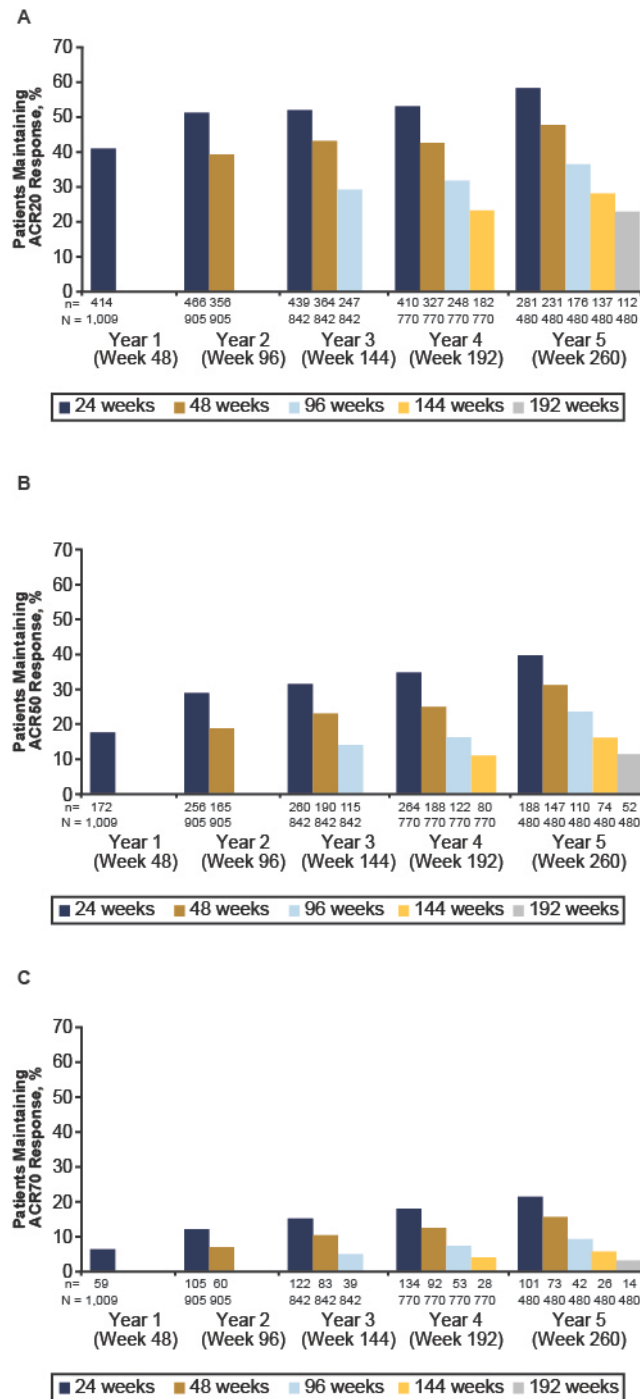 A
Patients Maintaining
ACR20 Response, %
70
60
50
40
30
20
10
0
n= 414 466 356 439 364 247 410 327 248 182 281 231 176 137 112
N = 1,009 905 905 842 842 842 770 770 770 770 480 480 480 480 480
Year 1 Year 2 Year 3 Year 4 Year 5
(Week 48) (Week 96) (Week 144) (Week 192) (Week 260)
24 weeks 48 weeks 96 weeks 144 weeks 192 weeks
B
Patients Maintaining
ACR50 Response, %
70
60
50
40
30
20
10
0
n= 172 256 165 260 190 115 264 188 122 80 188 147 110 74 52
N = 1,009 905 905 842 842 842 770 770 770 770 480 480 480 480 480
Year 1 Year 2 Year 3 Year 4 Year 5
(Week 48) (Week 96) (Week 144) (Week 192) (Week 260)
24 weeks 48 weeks 96 weeks 144 weeks 192 weeks
C
Patients Maintaining
ACR70 Response, %
70
60
50
40
30
20
10
0
n= 59 105 60 122 83 39 134 92 53 28 101 73 42 26 14
N = 1,009 905 905 842 842 842 770 770 770 770 480 480 480 480 480
Year 1 Year 2 Year 3 Year 4 Year 5
(Week 48) (Week 96) (Week 144) (Week 192) (Week 260)
24 weeks 48 weeks 96 weeks 144 weeks 192 weeks